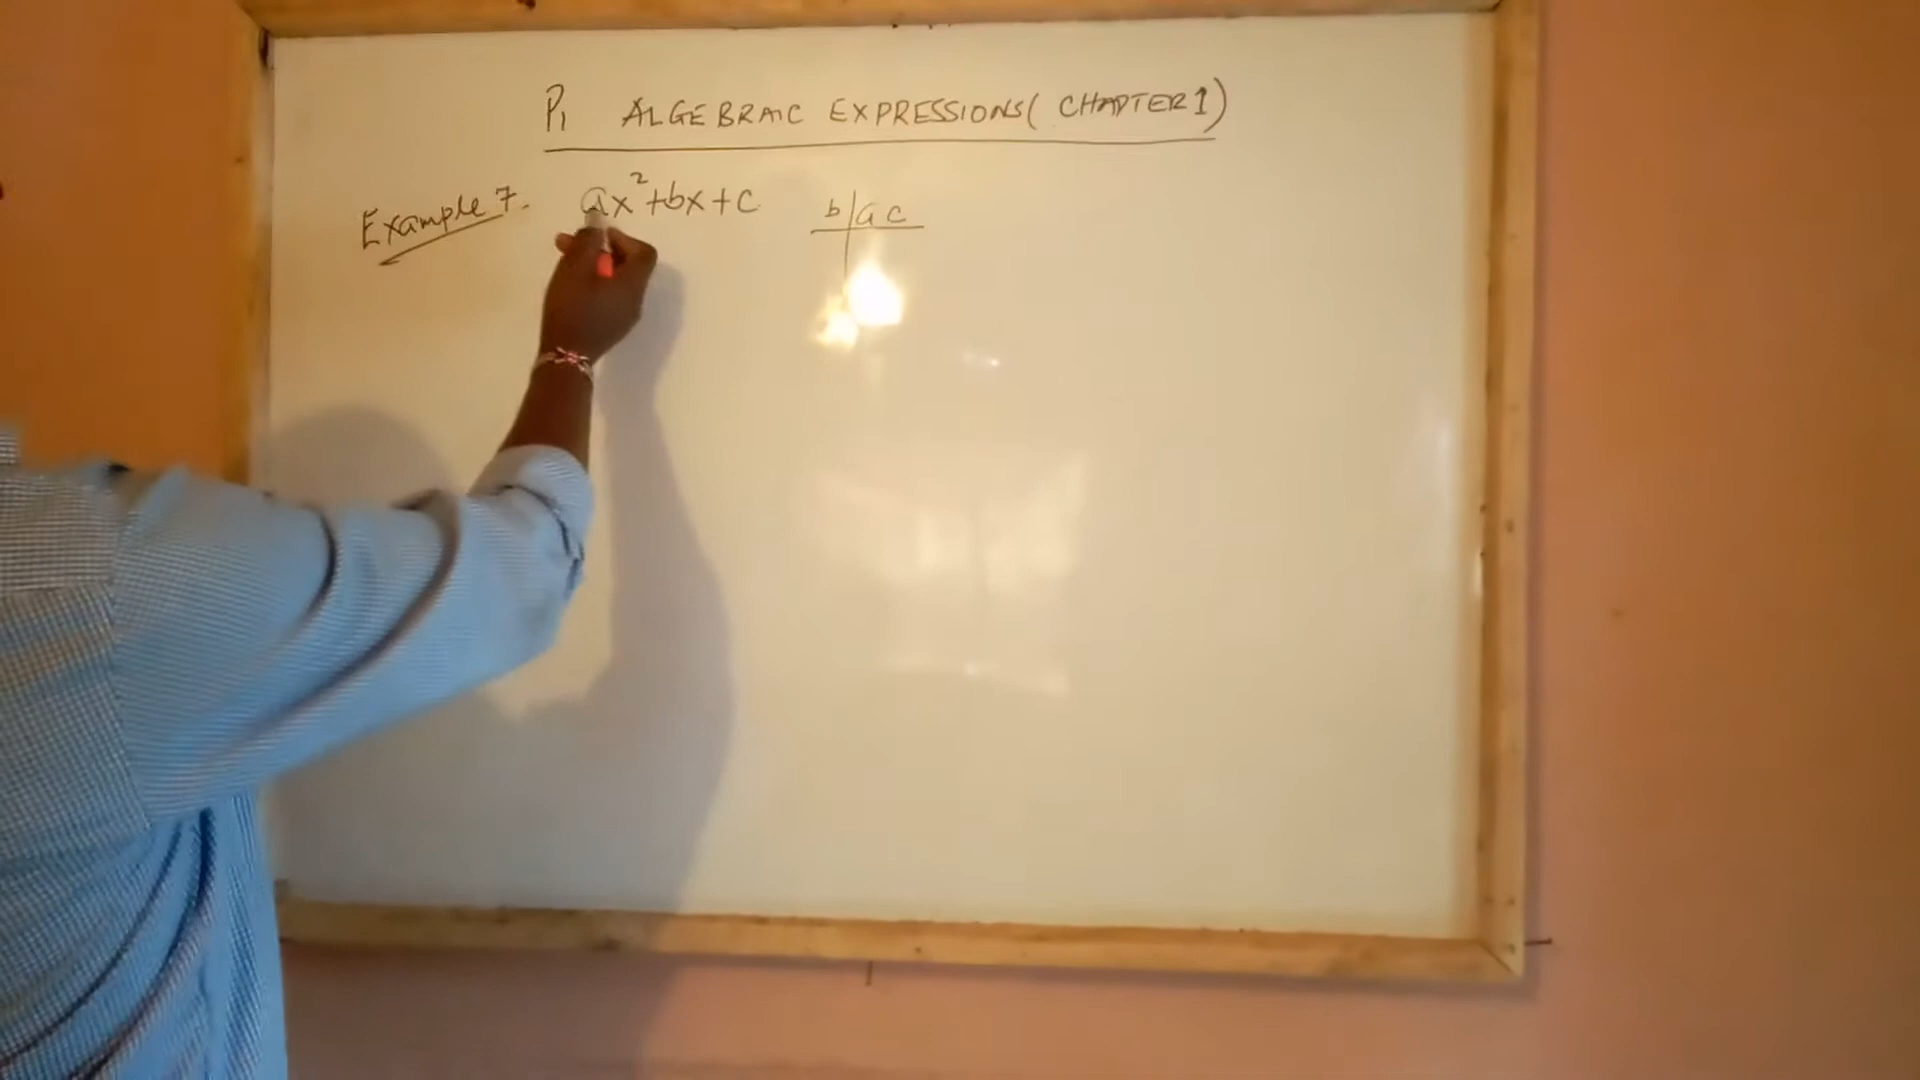 P1 ALGEBRAIC EXPRESSIONS( CHAPTER 1)
Example 7. ax²+bx+c b|ac